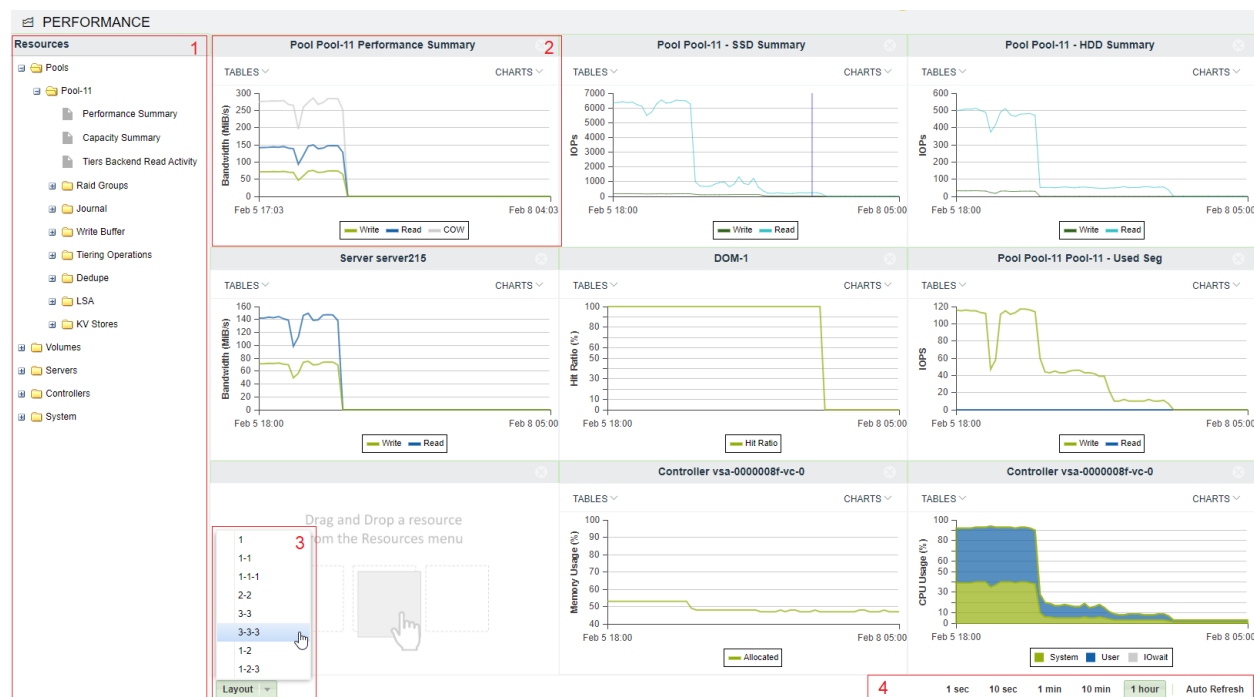 PERFORMANCE
Resources 1
Pools
Pool-11
Performance Summary
Capacity Summary
Tiers Backend Read Activity
Raid Groups
Journal
Write Buffer
Tiering Operations
Dedupe
LSA
KV Stores
Volumes
Servers
Controllers
System
Pool Pool-11 Performance Summary 2
TABLES CHARTS
Bandwidth (MiB/s)
300
250
200
150
100
50
0
Feb 5 17:03 Feb 8 04:03
Write Read COW
Pool Pool-11 - SSD Summary
TABLES CHARTS
IOPs
7000
6000
5000
4000
3000
2000
1000
0
Feb 5 18:00 Feb 8 05:00
Write Read
Pool Pool-11 - HDD Summary
TABLES CHARTS
IOPs
600
500
400
300
200
100
0
Feb 5 18:00 Feb 8 05:00
Write Read
Server server215
TABLES CHARTS
Bandwidth (MiB/s)
160
140
120
100
80
60
40
20
0
Feb 5 18:00 Feb 8 05:00
Write Read
DOM-1
TABLES CHARTS
Hit Ratio (%)
100
80
60
50
30
10
0
Feb 5 18:00 Feb 8 05:00
Hit Ratio
Pool Pool-11 Pool-11 - Used Seg
TABLES CHARTS
IOPS
120
100
80
60
40
20
0
Feb 5 18:00 Feb 8 05:00
Write Read
Drag and Drop a resource
from the Resources menu
3
1
1-1
1-1-1
2-2
3-3
3-3-3
1-2
1-2-3
Layout
Controller vsa-0000008f-vc-0
TABLES CHARTS
Memory Usage (%)
100
90
80
70
60
50
40
Feb 5 18:00 Feb 8 05:00
Allocated
Controller vsa-0000008f-vc-0
TABLES CHARTS
CPU Usage (%)
100
80
60
50
30
10
0
Feb 5 18:00 Feb 8 05:00
System User IOwait
4 1 sec 10 sec 1 min 10 min 1 hour Auto Refresh